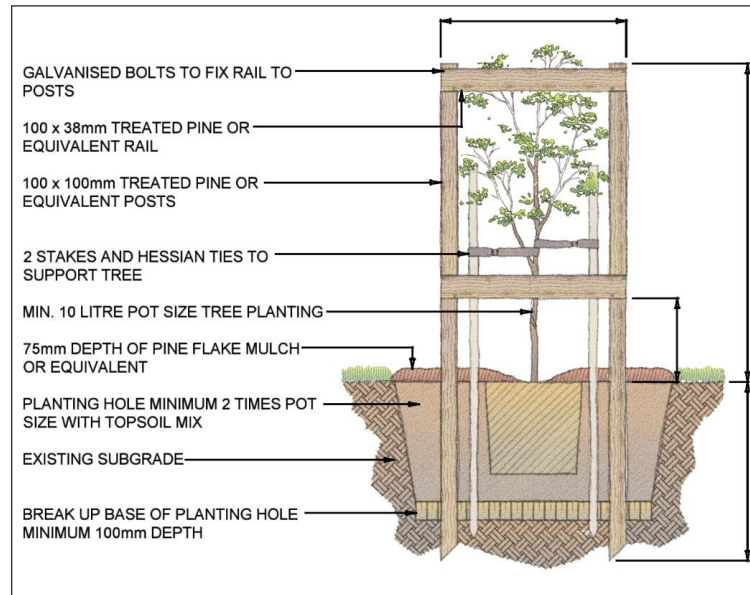 GALVANISED BOLTS TO FIX RAIL TO
POSTS
100 x 38mm TREATED PINE OR
EQUIVALENT RAIL
100 x 100mm TREATED PINE OR
EQUIVALENT POSTS
2 STAKES AND HESSIAN TIES TO
SUPPORT TREE
MIN. 10 LITRE POT SIZE TREE PLANTING
75mm DEPTH OF PINE FLAKE MULCH
OR EQUIVALENT
PLANTING HOLE MINIMUM 2 TIMES POT
SIZE WITH TOPSOIL MIX
EXISTING SUBGRADE
BREAK UP BASE OF PLANTING HOLE
MINIMUM 100mm DEPTH